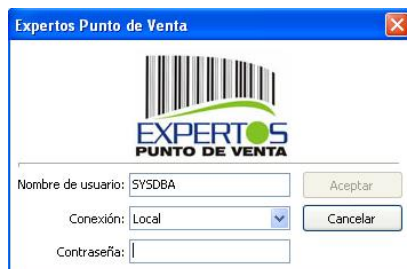 Expertos Punto de Venta
EXPERTOS
PUNTO DE VENTA
Nombre de usuario: SYSDBA
Aceptar
Conexión: Local
Cancelar
Contraseña: